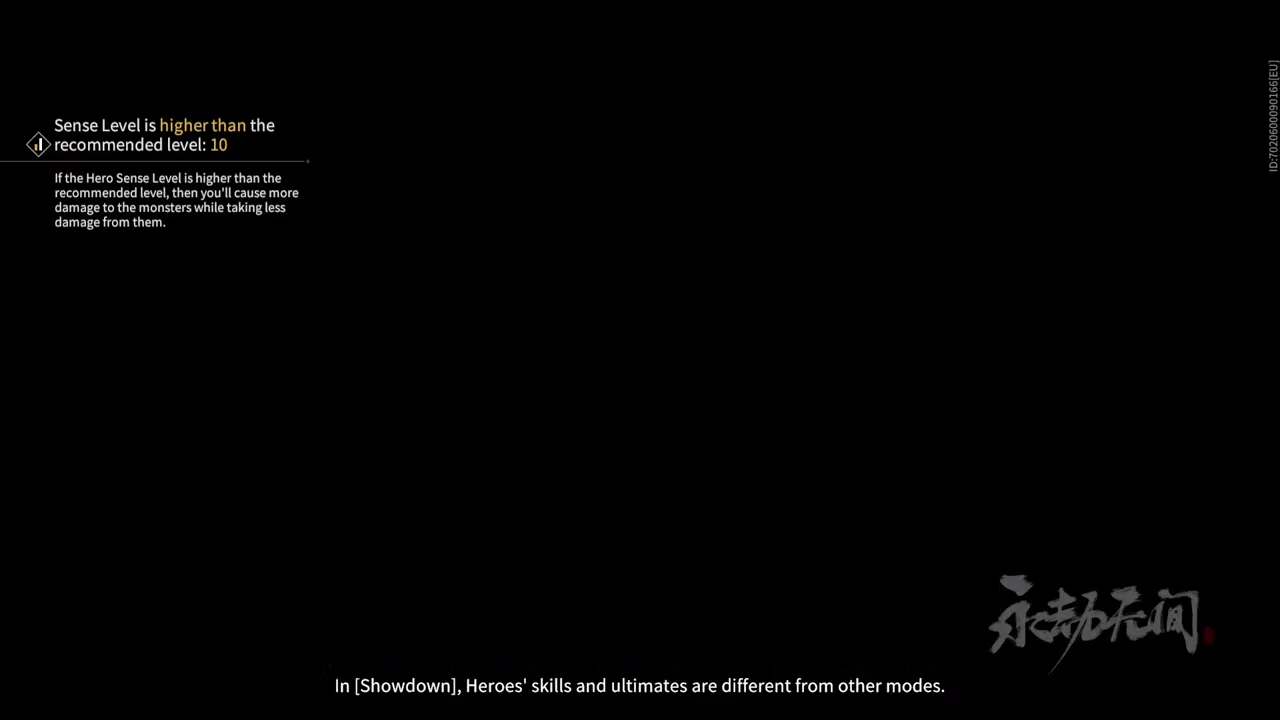 Sense Level is higher than the
recommended level: 10
If the Hero Sense Level is higher than the
recommended level, then you'll cause more
damage to the monsters while taking less
damage from them.
ID:7020600090166[EU]
永劫无间
In [Showdown], Heroes' skills and ultimates are different from other modes.